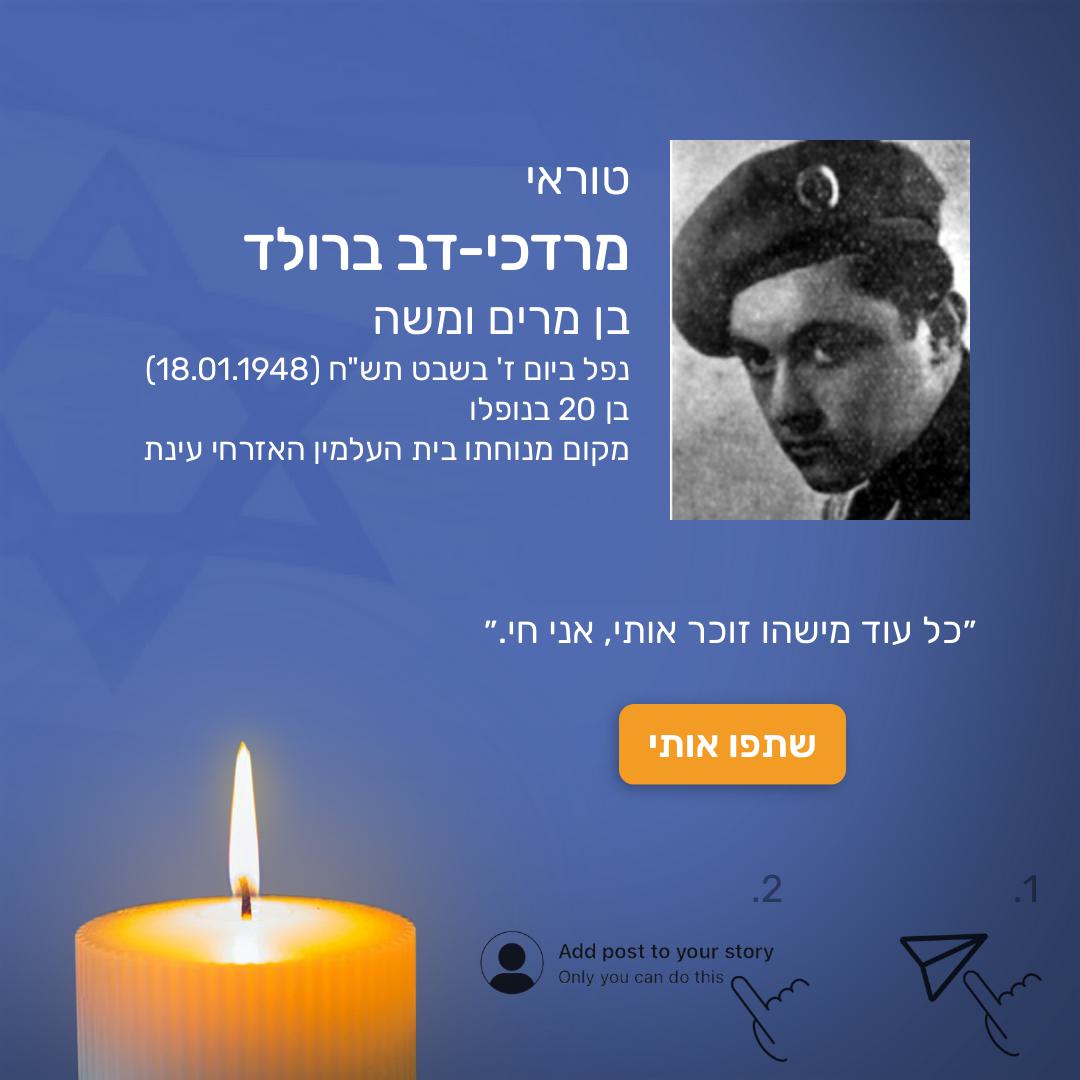 טוראי
מרדכי-דב ברולד
בן מרים ומשה
נפל ביום ז' בשבט תש"ח (18.01.1948)
בן 20 בנופלו
מקום מנוחתו בית העלמין האזרחי עינת
״כל עוד מישהו זוכר אותי, אני חי.״
שתפו אותי
1.
2.
Add post to your story
Only you can do this